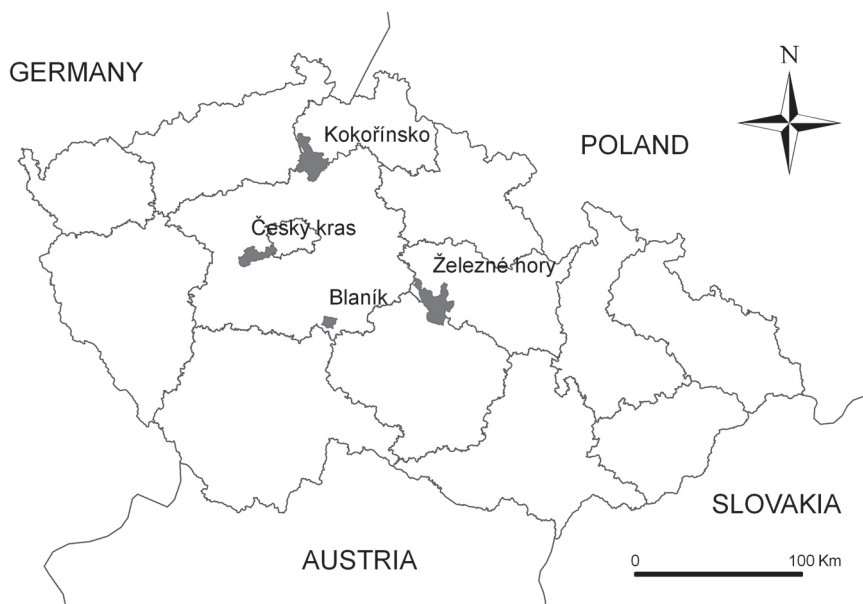 N
GERMANY
Kokořínsko
POLAND
Český kras
Železné hory
Blaník
SLOVAKIA
AUSTRIA
0 100 Km